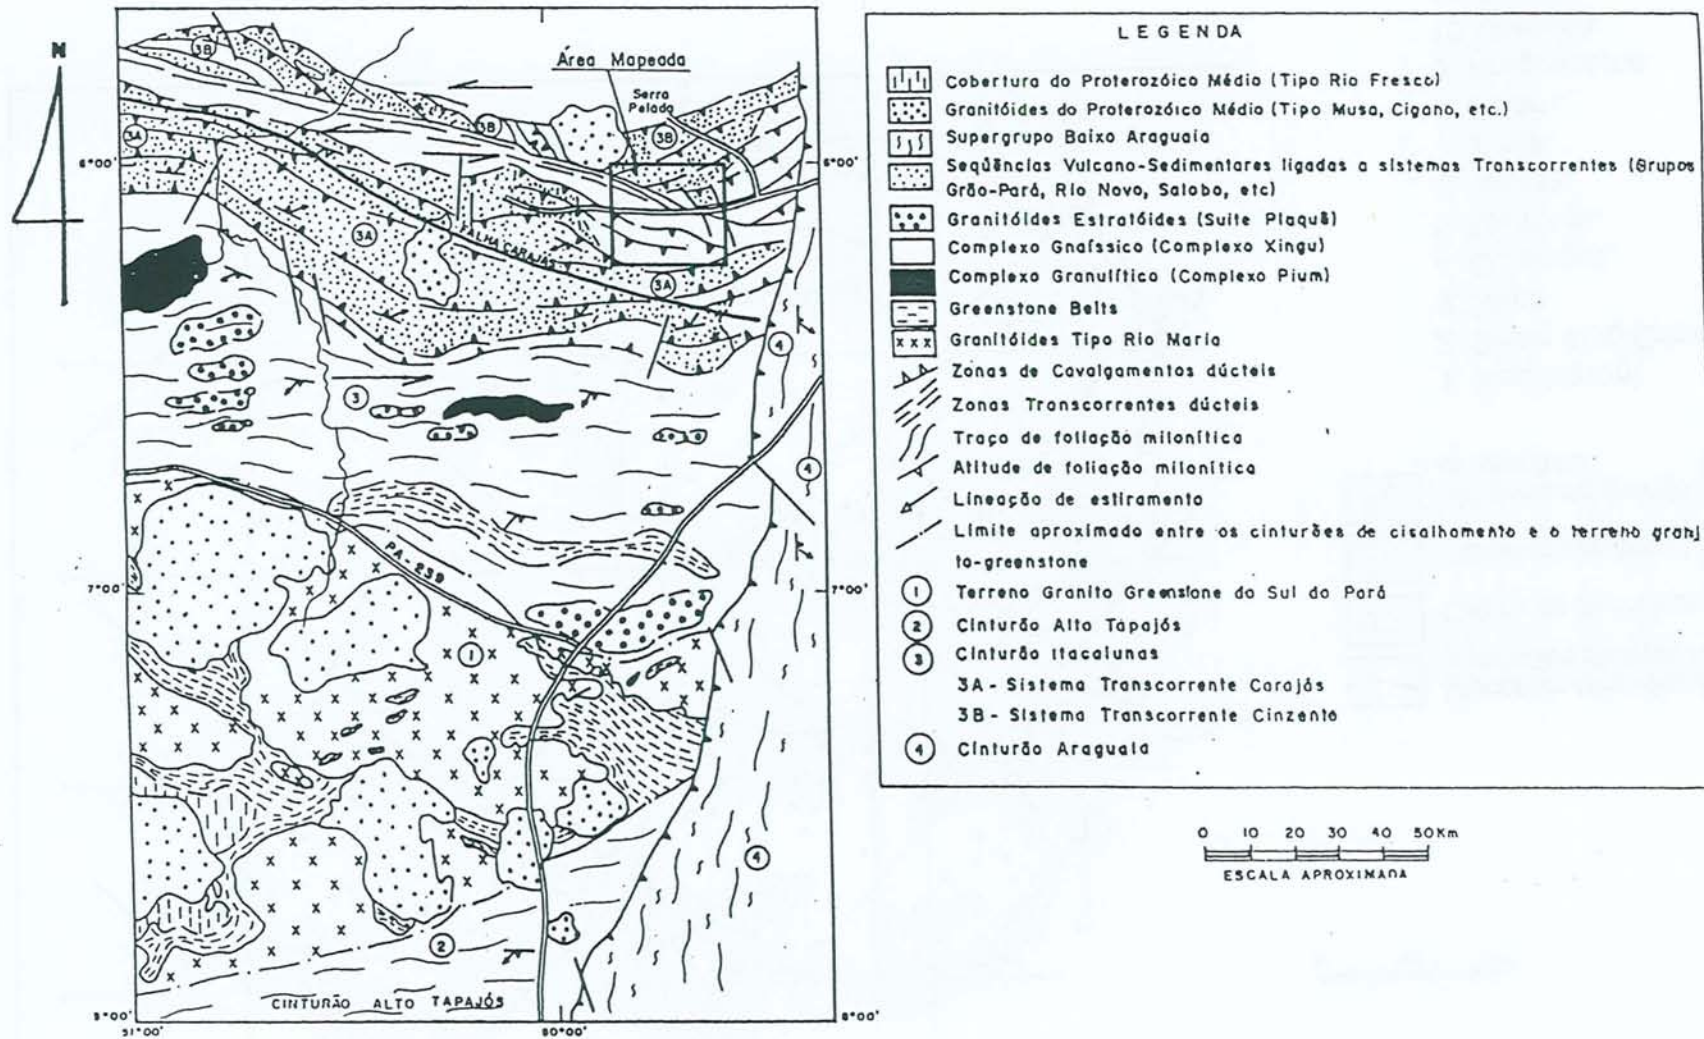 N
Área Mapeada
Serra
Pelada
3B
3B
3B
3A
3A
3A
FALHA CARAJÁS
6°00'
6°00'
4
3
4
PA-239
7°00'
7°00'
1
4
2
CINTURÃO ALTO TAPAJÓS
51°00'
50°00'
8°00'
LEGENDA
Cobertura do Proterozóico Médio (Tipo Rio Fresco)
Granitóides do Proterozóico Médio (Tipo Musa, Cigano, etc.)
Supergrupo Baixo Araguaia
Seqüências Vulcano-Sedimentares ligadas a sistemas Transcorrentes (Grupos
Grão-Pará, Rio Novo, Salobo, etc)
Granitóides Estratóides (Suite Plaquê)
Complexo Gnaíssico (Complexo Xingu)
Complexo Granulítico (Complexo Pium)
Greenstone Belts
Granitóides Tipo Rio Maria
Zonas de Cavalgamentos dúcteis
Zonas Transcorrentes dúcteis
Traço de foliação milonítica
Atitude de foliação milonítica
Lineação de estiramento
Limite aproximado entre os cinturões de cisalhamento e o terreno grani
to-greenstone
1 Terreno Granito Greenstone do Sul do Pará
2 Cinturão Alto Tapajós
3 Cinturão Itacaiunas
3A - Sistema Transcorrente Carajás
3B - Sistema Transcorrente Cinzento
4 Cinturão Araguaia
0 10 20 30 40 50Km
ESCALA APROXIMADA